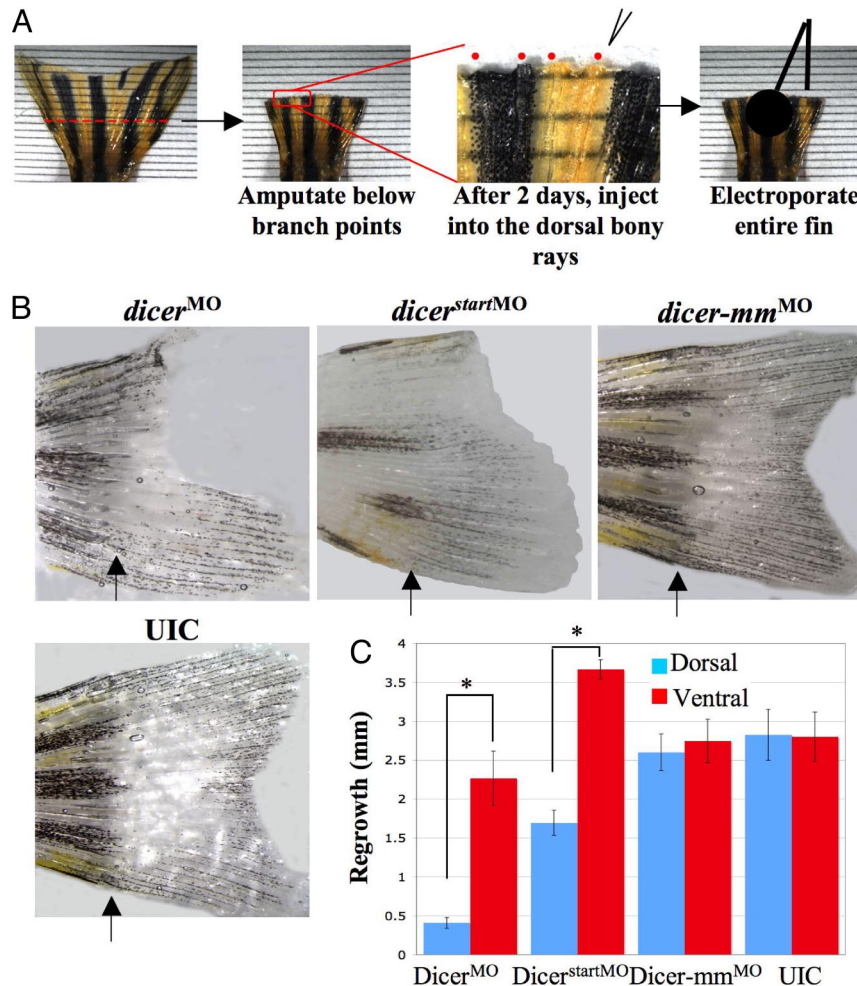 A
Amputate below
branch points
After 2 days, inject
into the dorsal bony
rays
Electroporate
entire fin
B
dicerMO
dicerstartMO
dicer-mmMO
UIC
C
*
*
Dorsal
Ventral
Regrowth (mm)
4
3.5
3
2.5
2
1.5
1
0.5
0
DicerMO
DicerstartMO
Dicer-mmMO
UIC